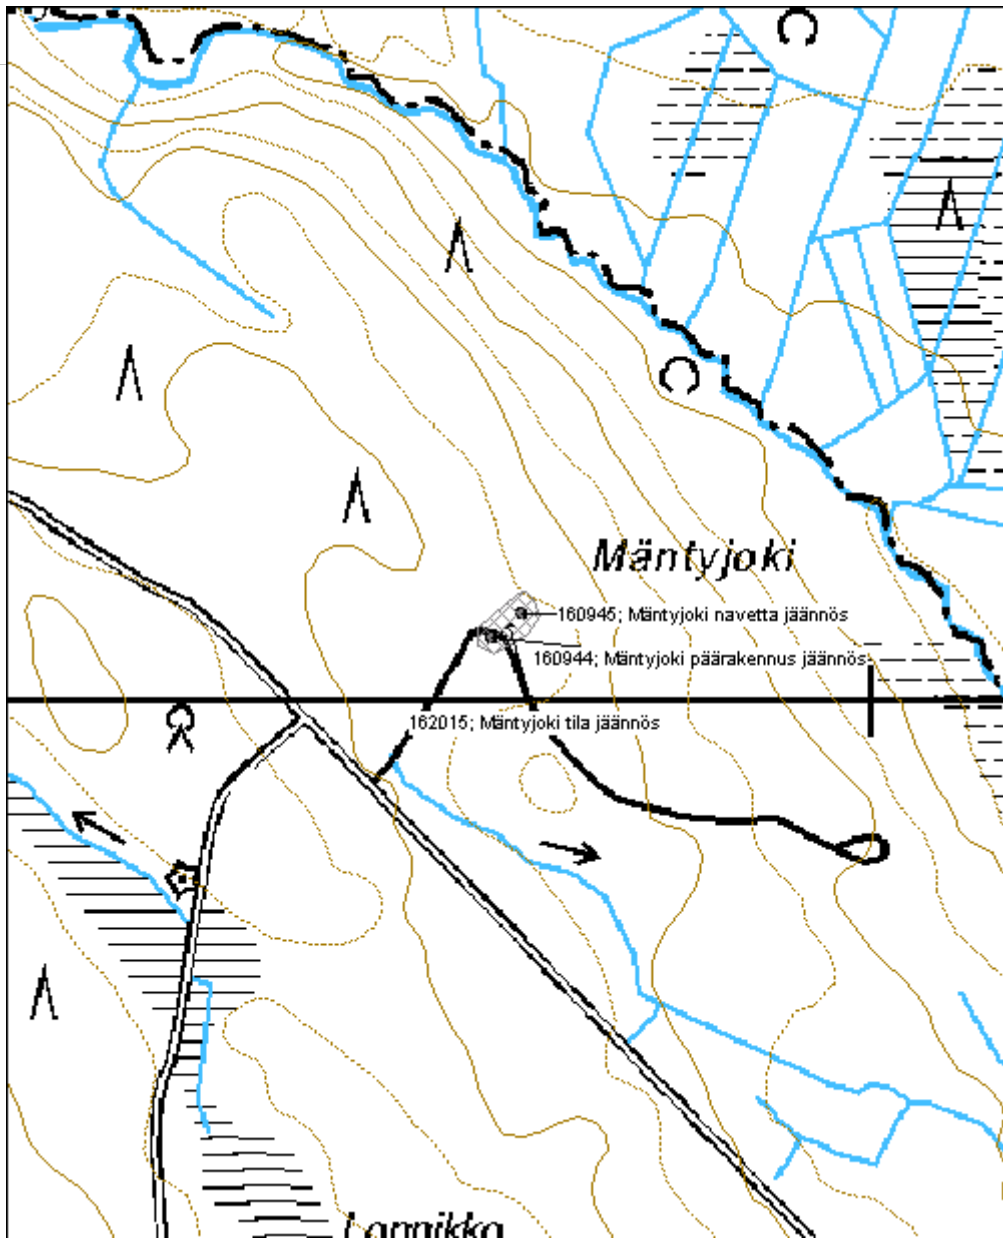 Mäntyjoki
160945; Mäntyjoki navetta jäännös
160944; Mäntyjoki päärakennus jäännös
162015; Mäntyjoki tila jäännös